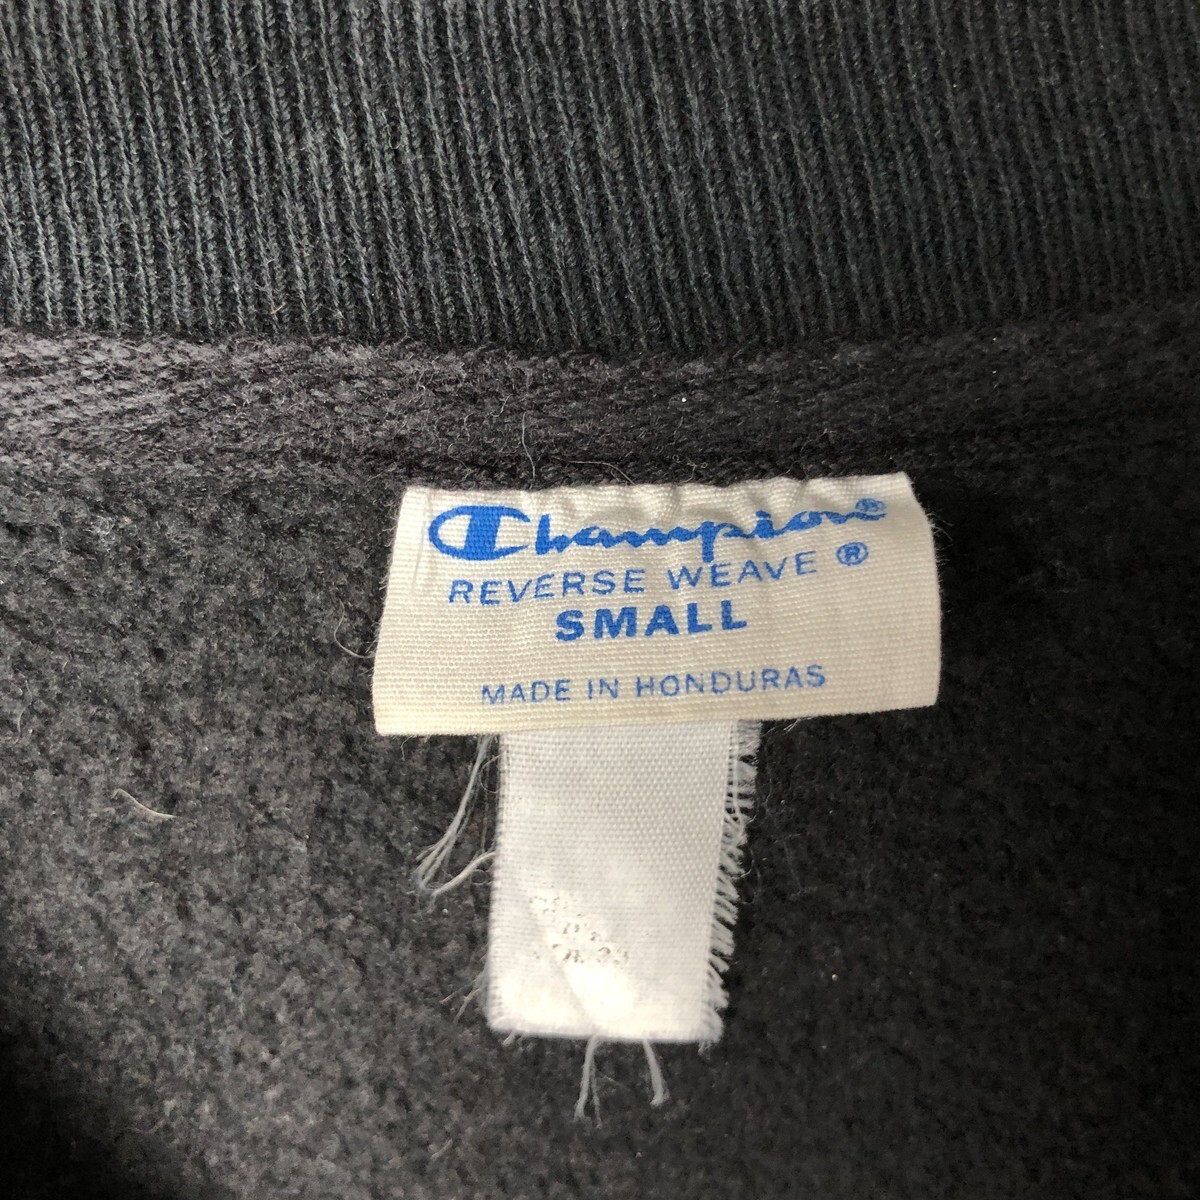 Champion®
REVERSE WEAVE ®
SMALL
MADE IN HONDURAS